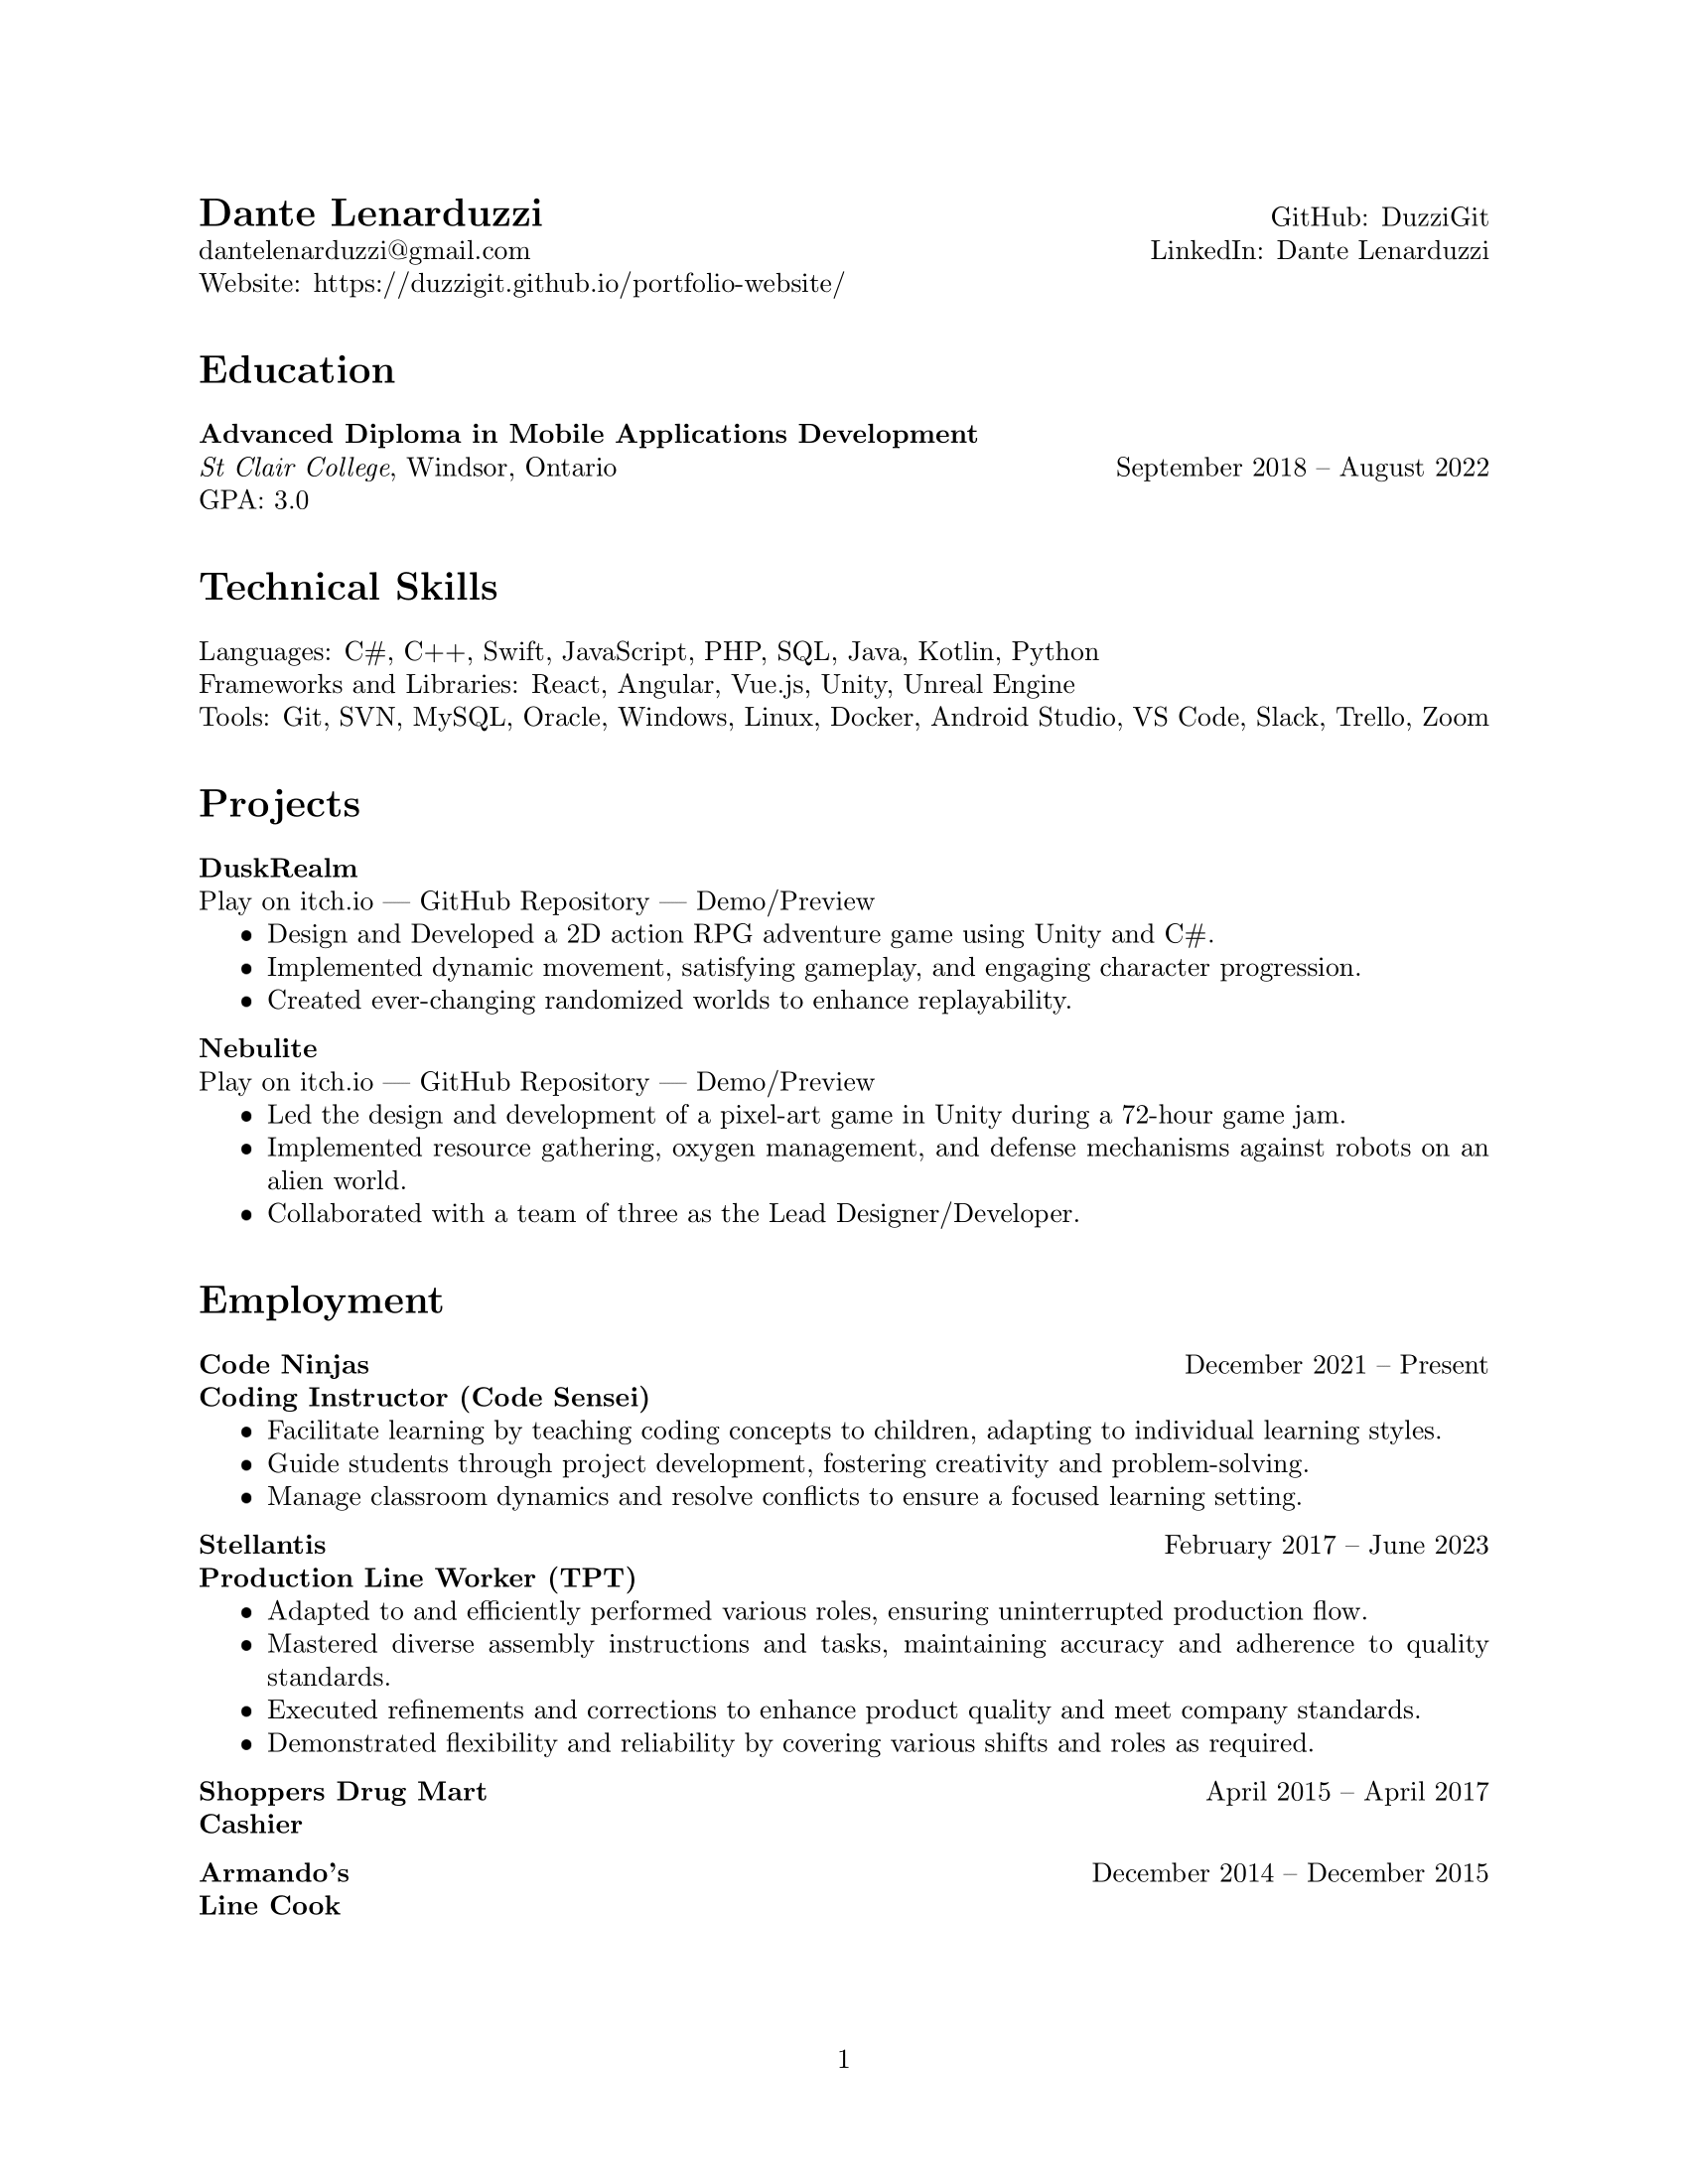 Dante Lenarduzzi GitHub: DuzziGit
dantelenarduzzi@gmail.com LinkedIn: Dante Lenarduzzi
Website: https://duzzigit.github.io/portfolio-website/
Education
Advanced Diploma in Mobile Applications Development
St Clair College, Windsor, Ontario September 2018 – August 2022
GPA: 3.0
Technical Skills
Languages: C#, C++, Swift, JavaScript, PHP, SQL, Java, Kotlin, Python
Frameworks and Libraries: React, Angular, Vue.js, Unity, Unreal Engine
Tools: Git, SVN, MySQL, Oracle, Windows, Linux, Docker, Android Studio, VS Code, Slack, Trello, Zoom
Projects
DuskRealm
Play on itch.io — GitHub Repository — Demo/Preview
• Design and Developed a 2D action RPG adventure game using Unity and C#.
• Implemented dynamic movement, satisfying gameplay, and engaging character progression.
• Created ever-changing randomized worlds to enhance replayability.
Nebulite
Play on itch.io — GitHub Repository — Demo/Preview
• Led the design and development of a pixel-art game in Unity during a 72-hour game jam.
• Implemented resource gathering, oxygen management, and defense mechanisms against robots on an
alien world.
• Collaborated with a team of three as the Lead Designer/Developer.
Employment
Code Ninjas December 2021 – Present
Coding Instructor (Code Sensei)
• Facilitate learning by teaching coding concepts to children, adapting to individual learning styles.
• Guide students through project development, fostering creativity and problem-solving.
• Manage classroom dynamics and resolve conflicts to ensure a focused learning setting.
Stellantis February 2017 – June 2023
Production Line Worker (TPT)
• Adapted to and efficiently performed various roles, ensuring uninterrupted production flow.
• Mastered diverse assembly instructions and tasks, maintaining accuracy and adherence to quality
standards.
• Executed refinements and corrections to enhance product quality and meet company standards.
• Demonstrated flexibility and reliability by covering various shifts and roles as required.
Shoppers Drug Mart April 2015 – April 2017
Cashier
Armando's December 2014 – December 2015
Line Cook
1